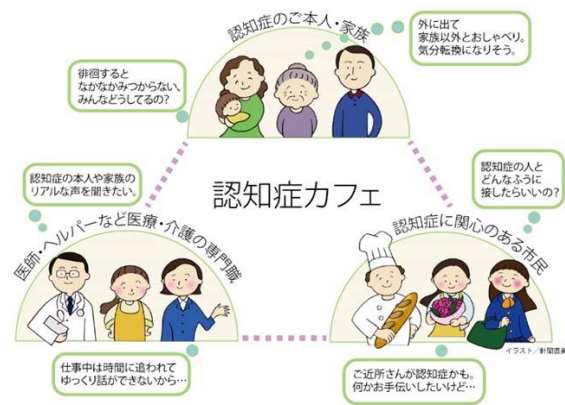 認知症のご本人・家族
外に出て
家族以外とおしゃべり。
気分転換になりそう。
徘徊すると
なかなかみつからない、
みんなどうしてるの?
認知症の本人や家族の
リアルな声を聞きたい。
認知症の人と
どんなふうに
接したらいいの?
認知症カフェ
医師・ヘルパーなど医療・介護の専門職
認知症に関心のある市民
仕事中は時間に追われて
ゆっくり話ができないから…
ご近所さんが認知症かも。
何かお手伝いしたいけど…
イラスト/